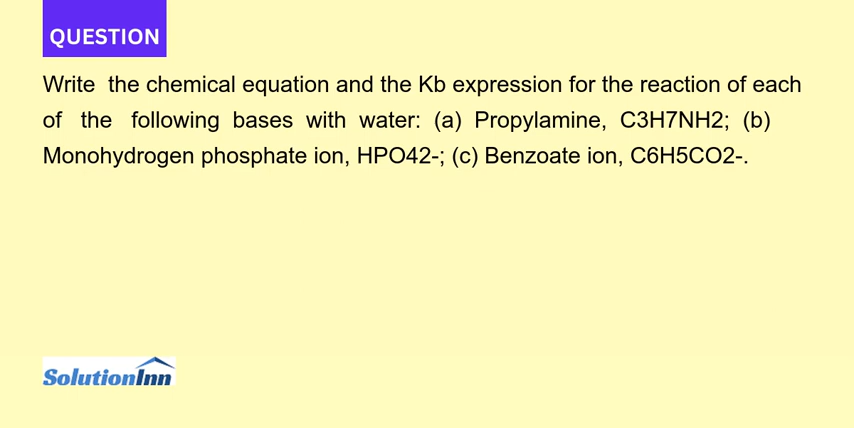 QUESTION
Write the chemical equation and the Kb expression for the reaction of each
of the following bases with water: (a) Propylamine, C3H7NH2; (b)
Monohydrogen phosphate ion, HPO42-; (c) Benzoate ion, C6H5CO2-.
SolutionInn